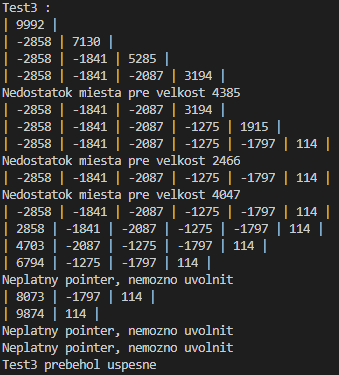 Test3 :
| 9992 |
| -2858 | 7130 |
| -2858 | -1841 | 5285 |
| -2858 | -1841 | -2087 | 3194 |
Nedostatok miesta pre velkost 4385
| -2858 | -1841 | -2087 | 3194 |
| -2858 | -1841 | -2087 | -1275 | 1915 |
| -2858 | -1841 | -2087 | -1275 | -1797 | 114 |
Nedostatok miesta pre velkost 2466
| -2858 | -1841 | -2087 | -1275 | -1797 | 114 |
Nedostatok miesta pre velkost 4047
| -2858 | -1841 | -2087 | -1275 | -1797 | 114 |
| 2858 | -1841 | -2087 | -1275 | -1797 | 114 |
| 4703 | -2087 | -1275 | -1797 | 114 |
| 6794 | -1275 | -1797 | 114 |
Neplatny pointer, nemozno uvolnit
| 8073 | -1797 | 114 |
| 9874 | 114 |
Neplatny pointer, nemozno uvolnit
Neplatny pointer, nemozno uvolnit
Test3 prebehol uspesne